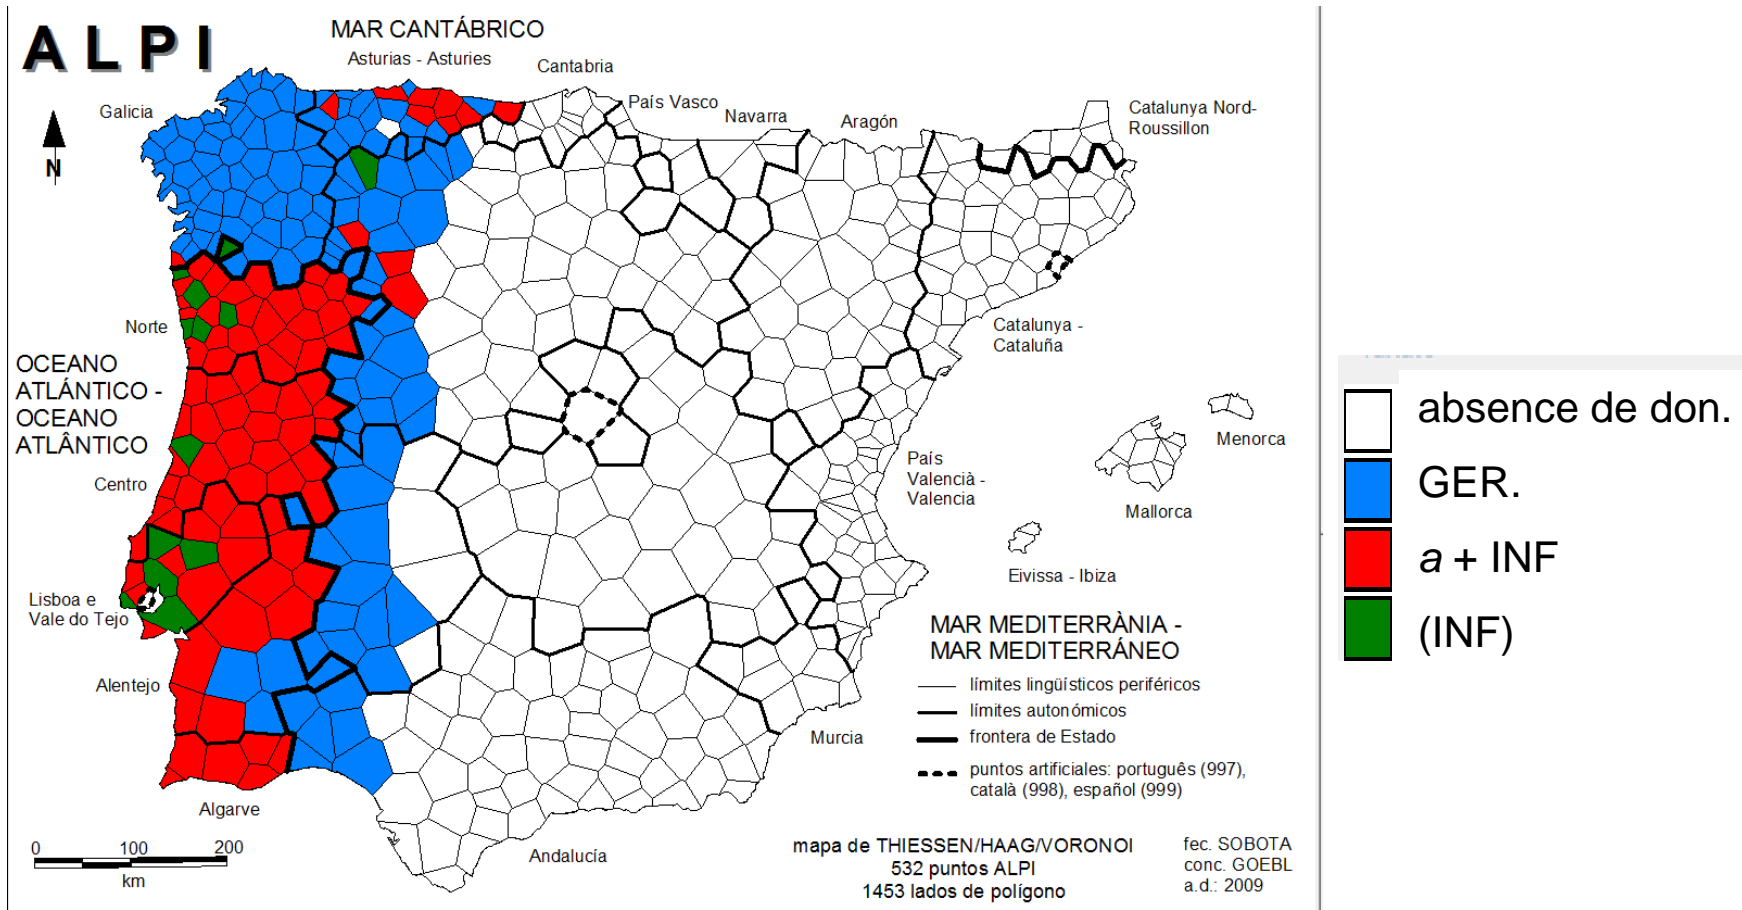 ALPI
MAR CANTÁBRICO
Asturias - Asturies
Cantabria
Galicia
País Vasco
Navarra
Aragón
Catalunya Nord-
Roussillon
N
Norte
OCEANO
ATLÁNTICO -
OCEANO
ATLÂNTICO
Centro
Catalunya -
Cataluña
Menorca
País
Valencià -
Valencia
Mallorca
Eivissa - Ibiza
Lisboa e
Vale do Tejo
Alentejo
MAR MEDITERRÀNIA -
MAR MEDITERRÁNEO
límites lingüísticos periféricos
límites autonómicos
frontera de Estado
puntos artificiales: português (997),
català (998), español (999)
Murcia
Algarve
Andalucía
0 100 200
km
mapa de THIESSEN/HAAG/VORONOI
532 puntos ALPI
1453 lados de polígono
fec. SOBOTA
conc. GOEBL
a.d.: 2009
absence de don.
GER.
a + INF
(INF)